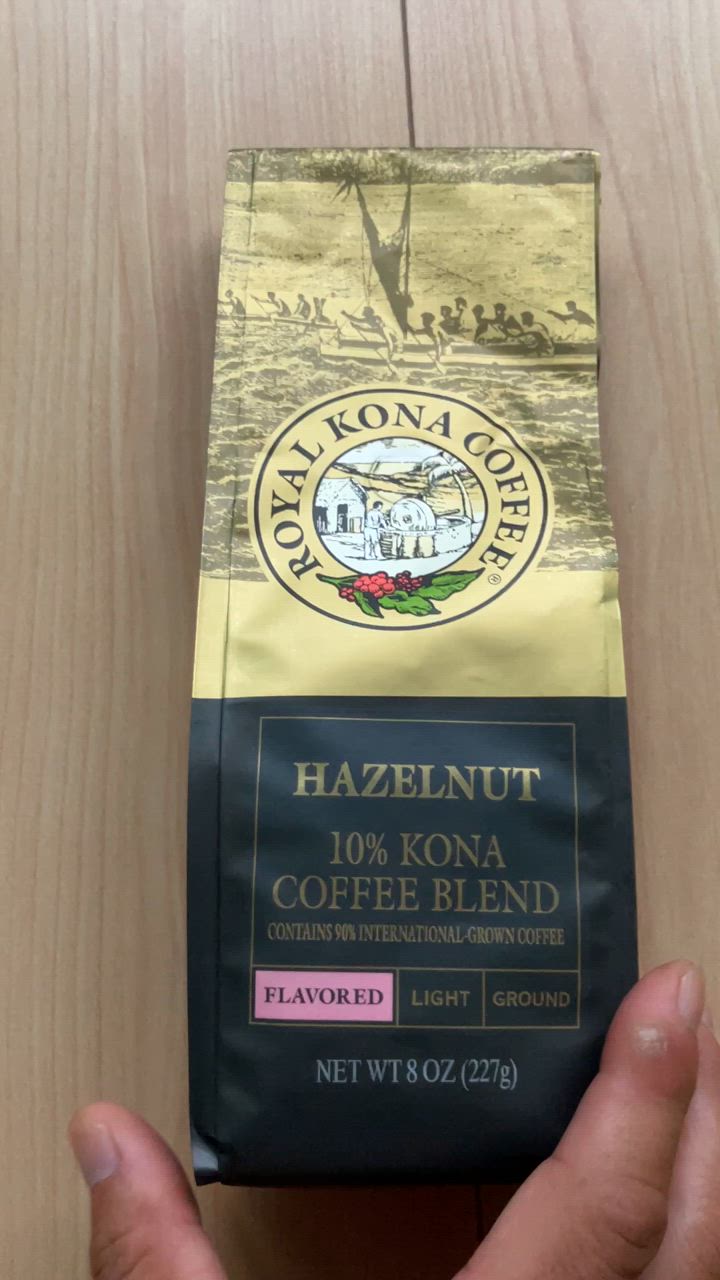 ROYAL KONA COFFEE®
HAZELNUT
10% KONA
COFFEE BLEND
CONTAINS 90% INTERNATIONAL-GROWN COFFEE
FLAVORED LIGHT GROUND
NET WT 8 OZ (227g)